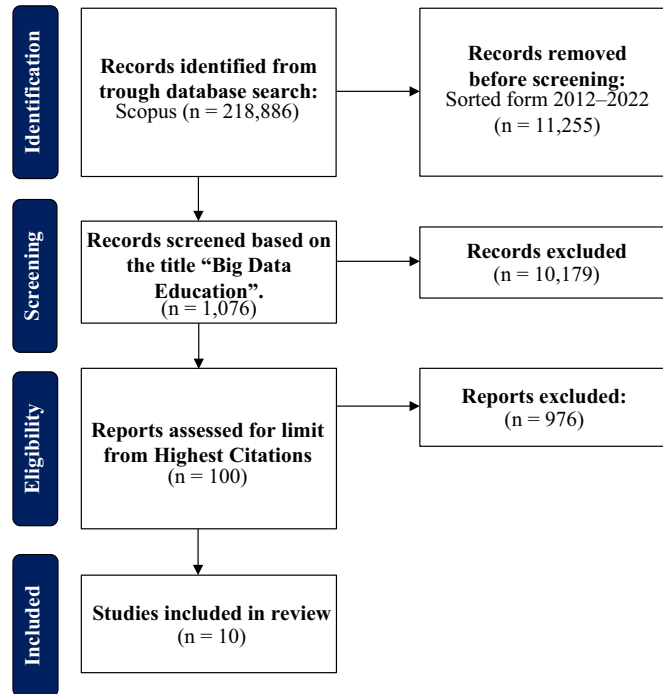 Identification
Records identified from
trough database search:
Scopus (n = 218,886)
Records removed
before screening:
Sorted form 2012–2022
(n = 11,255)
Screening
Records screened based on
the title “Big Data
Education”.
(n = 1,076)
Records excluded
(n = 10,179)
Eligibility
Reports assessed for limit
from Highest Citations
(n = 100)
Reports excluded:
(n = 976)
Included
Studies included in review
(n = 10)